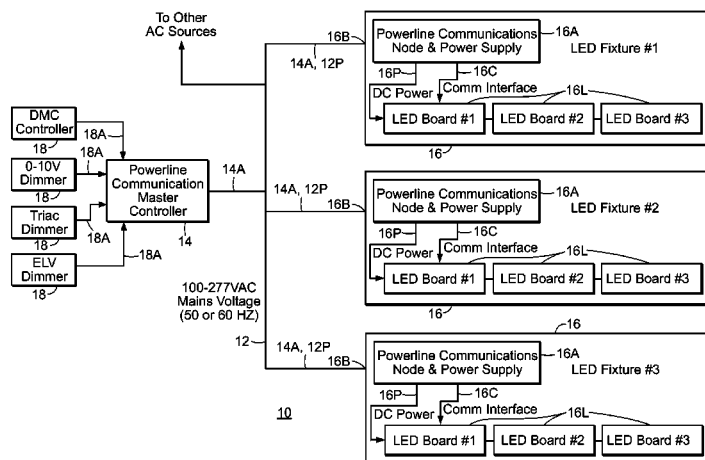 To Other
AC Sources
DMC
Controller
18
18A
0-10V
Dimmer
18
18A
Triac
Dimmer
18
18A
ELV
Dimmer
18
18A
Powerline
Communication
Master
Controller
14
14A
100-277VAC
Mains Voltage
(50 or 60 HZ)
12
10
14A, 12P
16B
Powerline Communications
Node & Power Supply
16A
LED Fixture #1
16P
16C
DC Power
Comm Interface
16L
LED Board #1
LED Board #2
LED Board #3
16
14A, 12P
16B
Powerline Communications
Node & Power Supply
16A
LED Fixture #2
16P
16C
DC Power
Comm Interface
16L
LED Board #1
LED Board #2
LED Board #3
16
16
14A, 12P
16B
Powerline Communications
Node & Power Supply
16A
LED Fixture #3
16P
16C
DC Power
Comm Interface
16L
LED Board #1
LED Board #2
LED Board #3